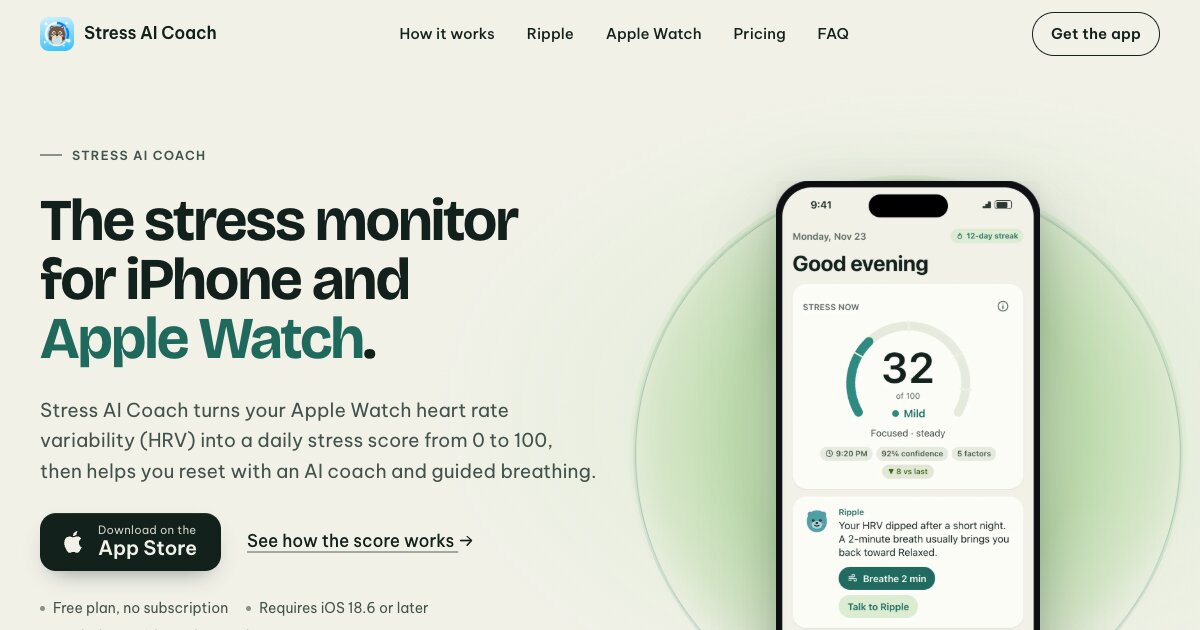 Stress AI Coach
How it works
Ripple
Apple Watch
Pricing
FAQ
Get the app
STRESS AI COACH
The stress monitor
for iPhone and
Apple Watch.
Stress AI Coach turns your Apple Watch heart rate
variability (HRV) into a daily stress score from 0 to 100,
then helps you reset with an AI coach and guided breathing.
Download on the
App Store
See how the score works →
Free plan, no subscription
Requires iOS 18.6 or later
9:41
Monday, Nov 23
12-day streak
Good evening
STRESS NOW
32
of 100
Mild
Focused · steady
9:20 PM
92% confidence
5 factors
▼ 8 vs last
Ripple
Your HRV dipped after a short night.
A 2-minute breath usually brings you
back toward Relaxed.
Breathe 2 min
Talk to Ripple